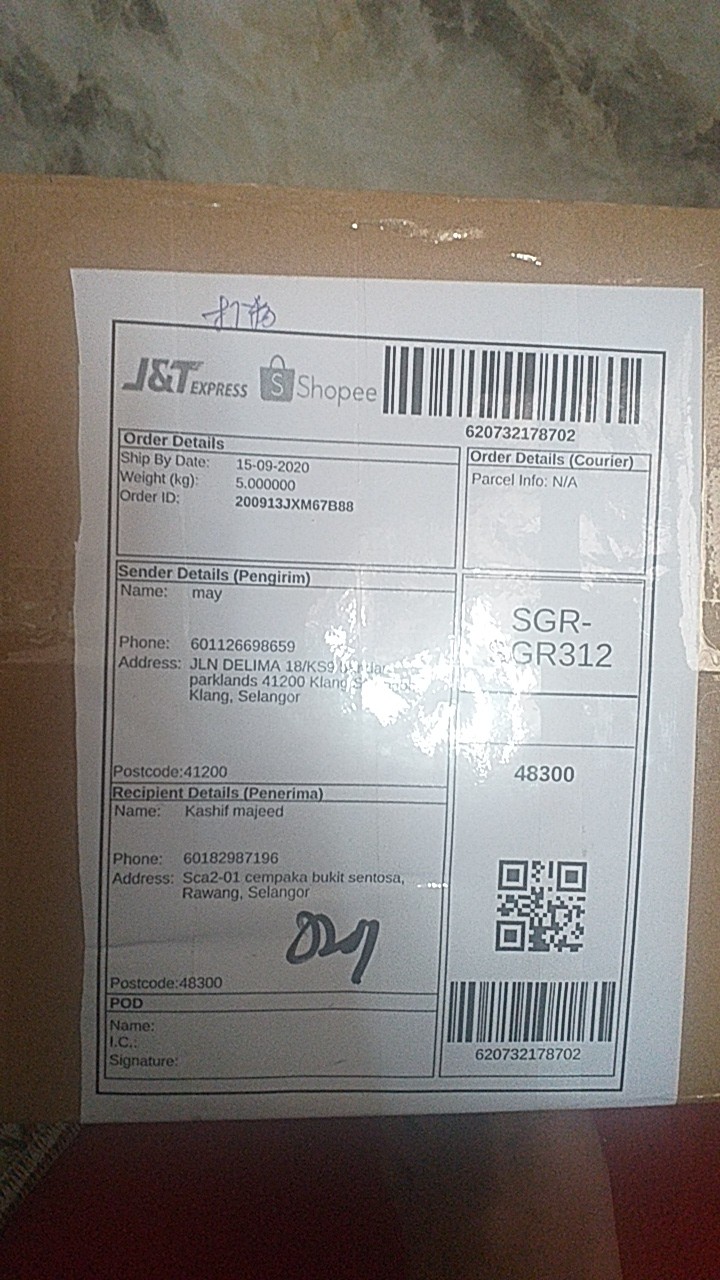 J&T EXPRESS Shopee
620732178702
Order Details
Ship By Date: 15-09-2020
Weight (kg): 5.000000
Order ID: 200913JXM67B88
Order Details (Courier)
Parcel Info: N/A
Sender Details (Pengirim)
Name: may
Phone: 601126698659
Address: JLN DELIMA 18/KS9
parklands 41200 Klang
Klang, Selangor
Postcode:41200
SGR-
SGR312
48300
Recipient Details (Penerima)
Name: Kashif majeed
Phone: 60182987196
Address: Sca2-01 cempaka bukit sentosa,
Rawang, Selangor
Postcode:48300
POD
Name:
I.C.:
Signature:
620732178702